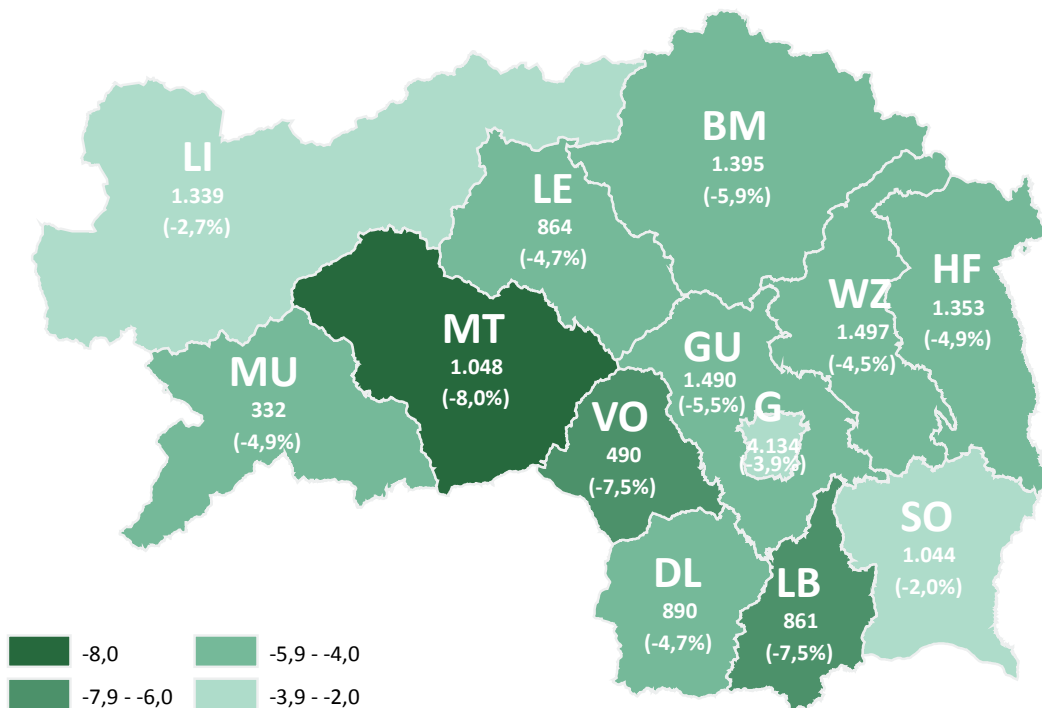 BM
1.395
(-5,9%)
LI
1.339
(-2,7%)
LE
864
(-4,7%)
HF
1.353
(-4,9%)
WZ
1.497
(-4,5%)
MT
1.048
(-8,0%)
GU
1.490
(-5,5%)
MU
332
(-4,9%)
VO
490
(-7,5%)
G
4.134
(-3,9%)
SO
1.044
(-2,0%)
DL
890
(-4,7%)
LB
861
(-7,5%)
-8,0
-5,9 - -4,0
-7,9 - -6,0
-3,9 - -2,0